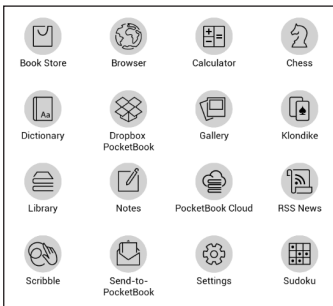 Book Store
Browser
Calculator
Chess
Aa
Dictionary
Dropbox
PocketBook
Gallery
Klondike
Library
Notes
PocketBook Cloud
RSS News
Scribble
Send-to-
PocketBook
Settings
Sudoku